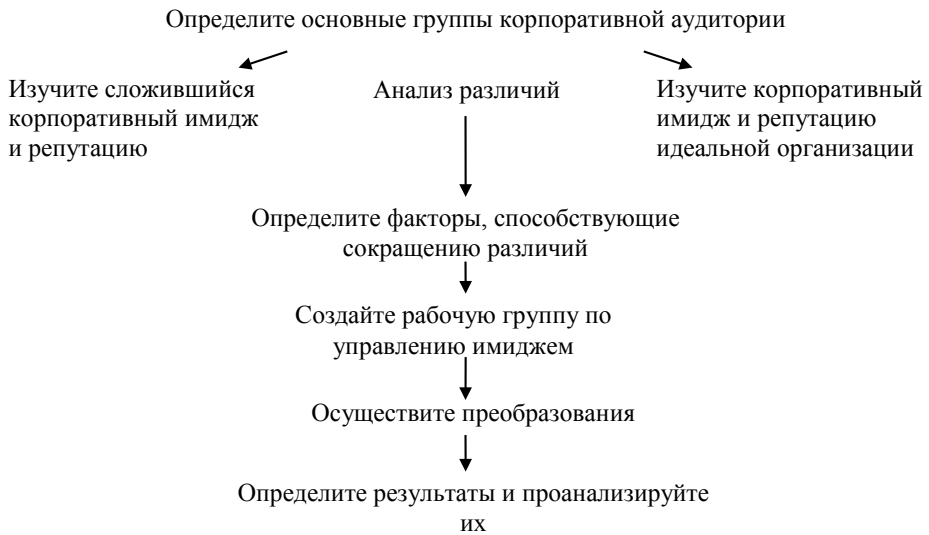 Определите основные группы корпоративной аудитории
Изучите сложившийся
корпоративный имидж
и репутацию
Анализ различий
Изучите корпоративный
имидж и репутацию
идеальной организации
Определите факторы, способствующие
сокращению различий
Создайте рабочую группу по
управлению имиджем
Осуществите преобразования
Определите результаты и проанализируйте
их